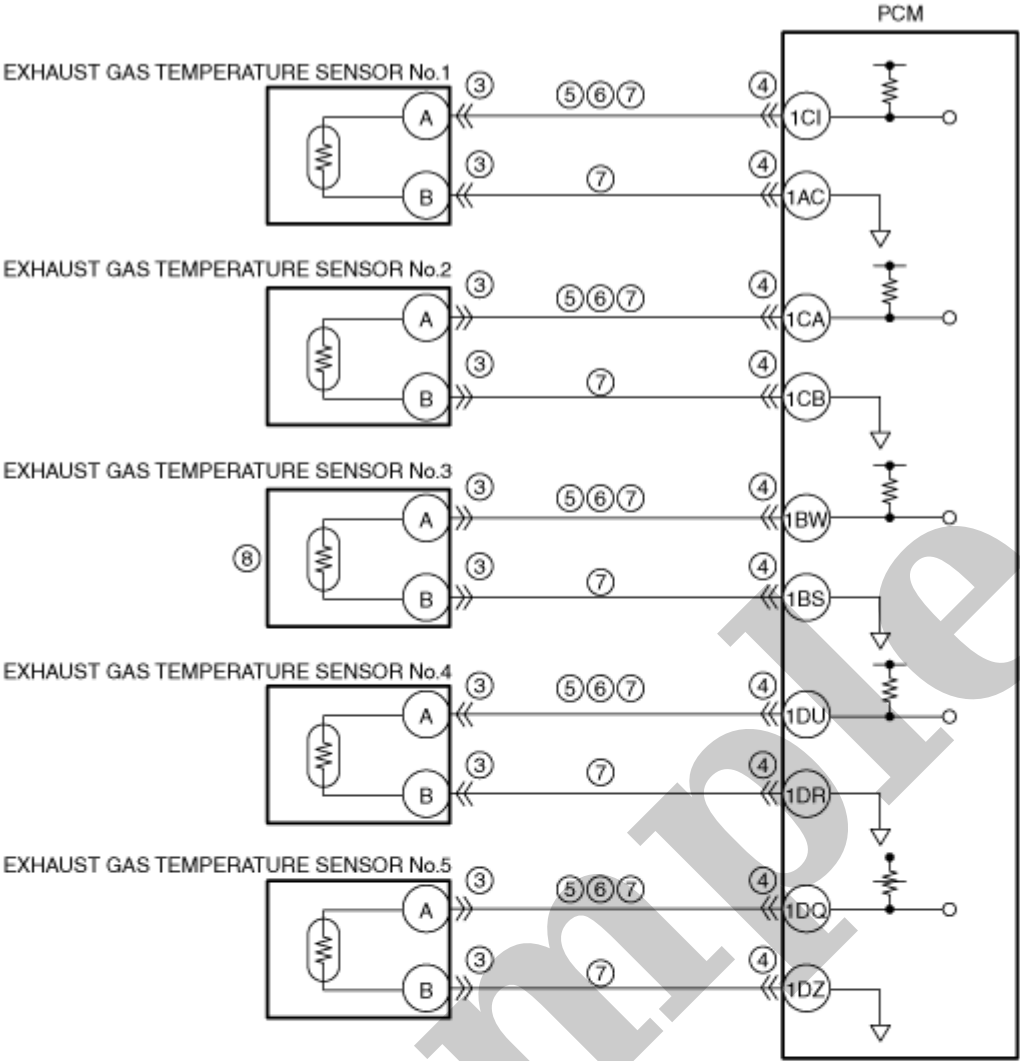 PCM
EXHAUST GAS TEMPERATURE SENSOR No.1
③ ⑤⑥⑦ ④
A 1CI
③ ⑦ ④
B 1AC
EXHAUST GAS TEMPERATURE SENSOR No.2
③ ⑤⑥⑦ ④
A 1CA
③ ⑦ ④
B 1CB
EXHAUST GAS TEMPERATURE SENSOR No.3
③ ⑤⑥⑦ ④
A 1BW
⑧ ③ ⑦ ④
B 1BS
EXHAUST GAS TEMPERATURE SENSOR No.4
③ ⑤⑥⑦ ④
A 1DU
③ ⑦ ④
B 1DR
EXHAUST GAS TEMPERATURE SENSOR No.5
③ ⑤⑥⑦ ④
A 1DQ
③ ⑦ ④
B 1DZ
mple